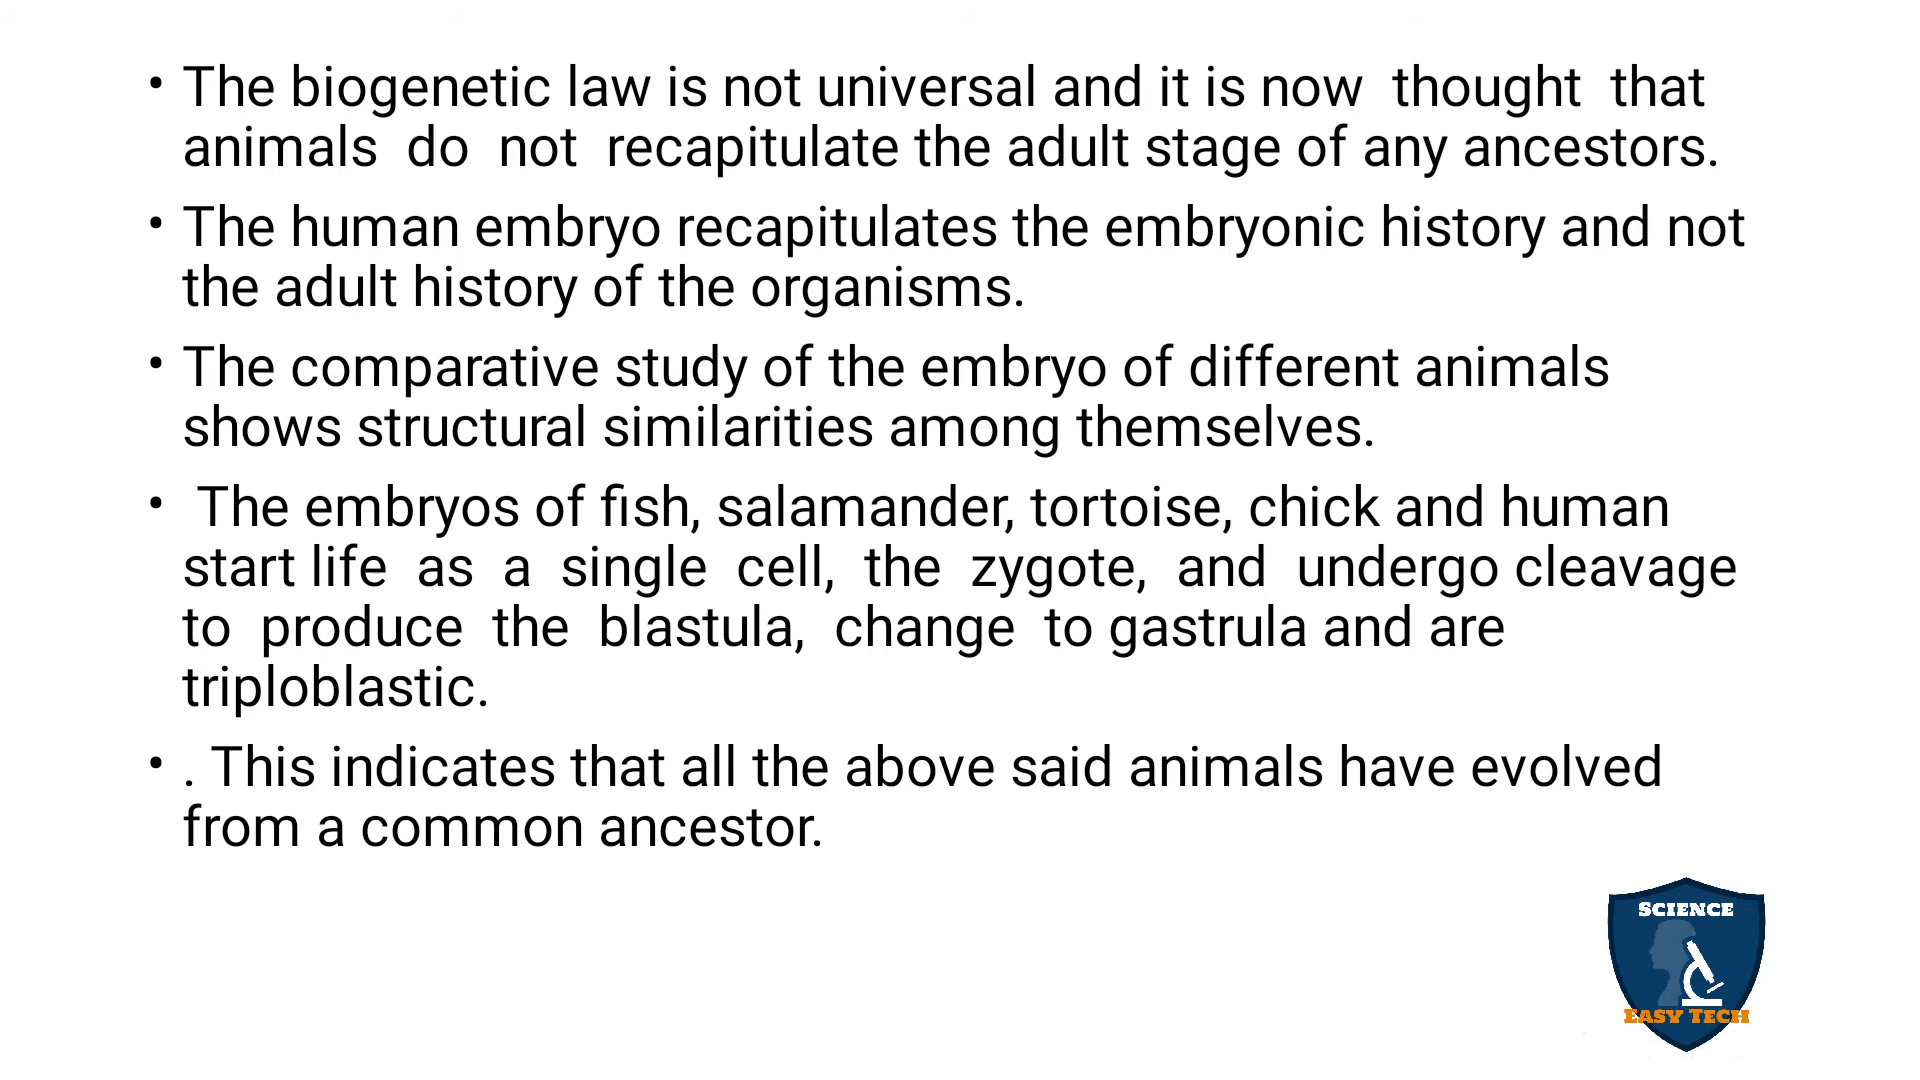 • The biogenetic law is not universal and it is now thought that
animals do not recapitulate the adult stage of any ancestors.
• The human embryo recapitulates the embryonic history and not
the adult history of the organisms.
• The comparative study of the embryo of different animals
shows structural similarities among themselves.
• The embryos of fish, salamander, tortoise, chick and human
start life as a single cell, the zygote, and undergo cleavage
to produce the blastula, change to gastrula and are
triploblastic.
• . This indicates that all the above said animals have evolved
from a common ancestor.
SCIENCE
EASY TECH